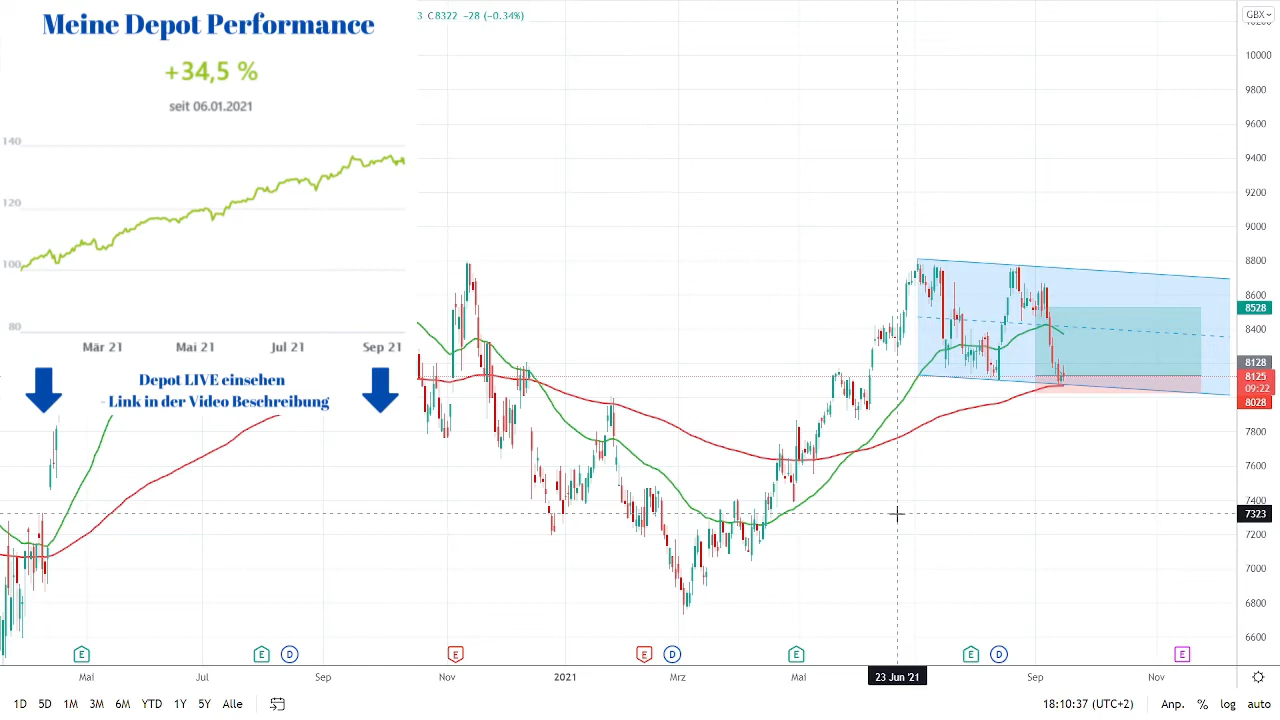 Meine Depot Performance
+34,5 %
seit 06.01.2021
140
120
100
80
Mär 21 Mai 21 Jul 21 Sep 21
Depot LIVE einsehen
- Link in der Video Beschreibung
3 C8322 −28 (−0.34%)
GBX
10000
9800
9600
9400
9200
9000
8800
8600
8528
8400
8128
8125
09:22
8028
7800
7600
7400
7323
7200
7000
6800
6600
E E D E E D E E D E
Mai Jul Sep Nov 2021 Mrz Mai 23 Jun '21 Sep Nov
1D 5D 1M 3M 6M YTD 1Y 5Y Alle
18:10:37 (UTC+2) Anp. % log auto